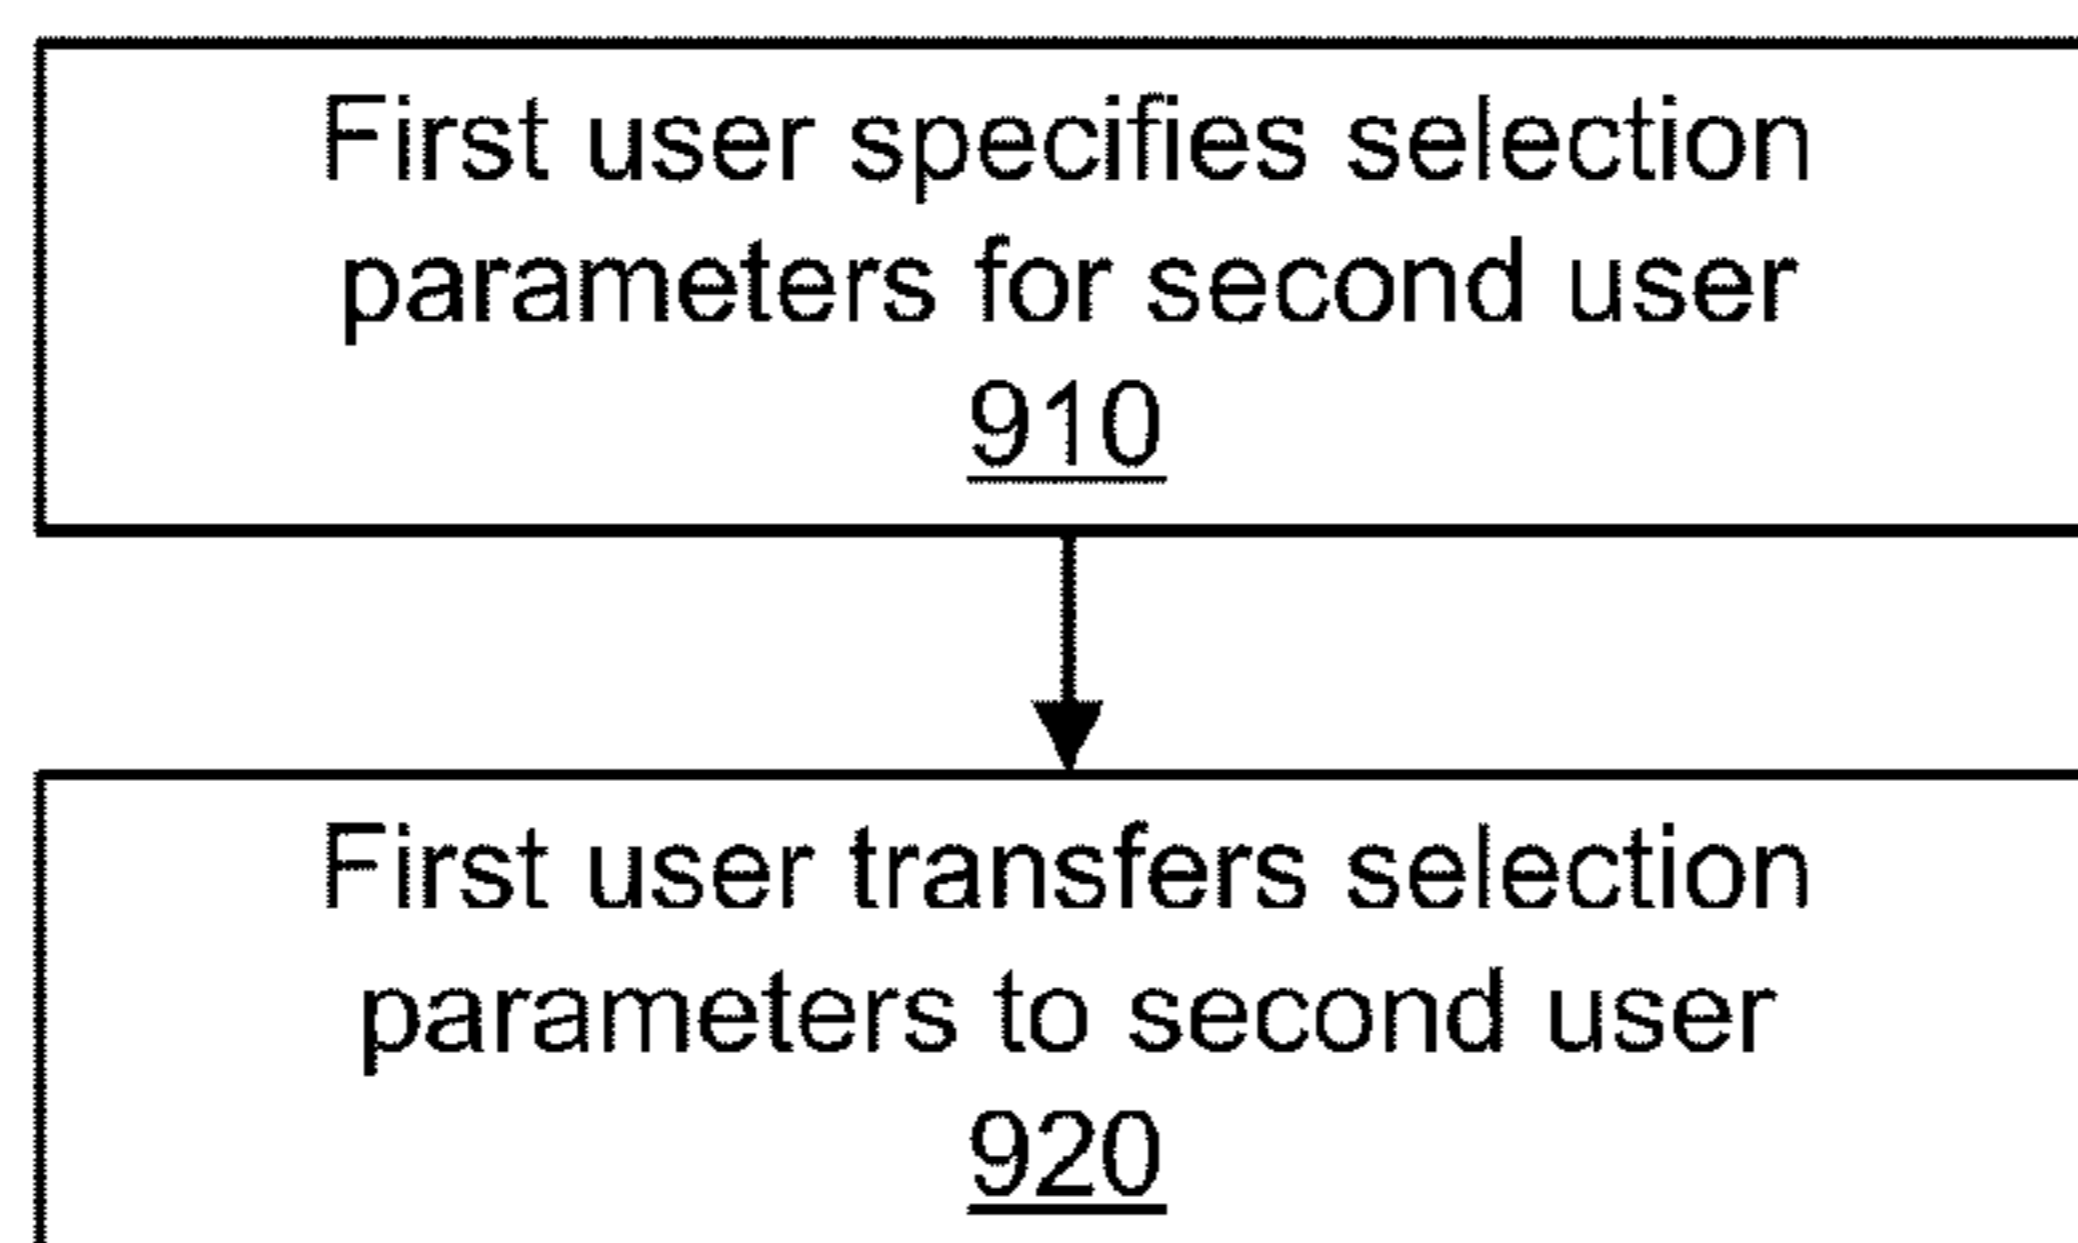 First user specifies selection
parameters for second user
910
First user transfers selection
parameters to second user
920